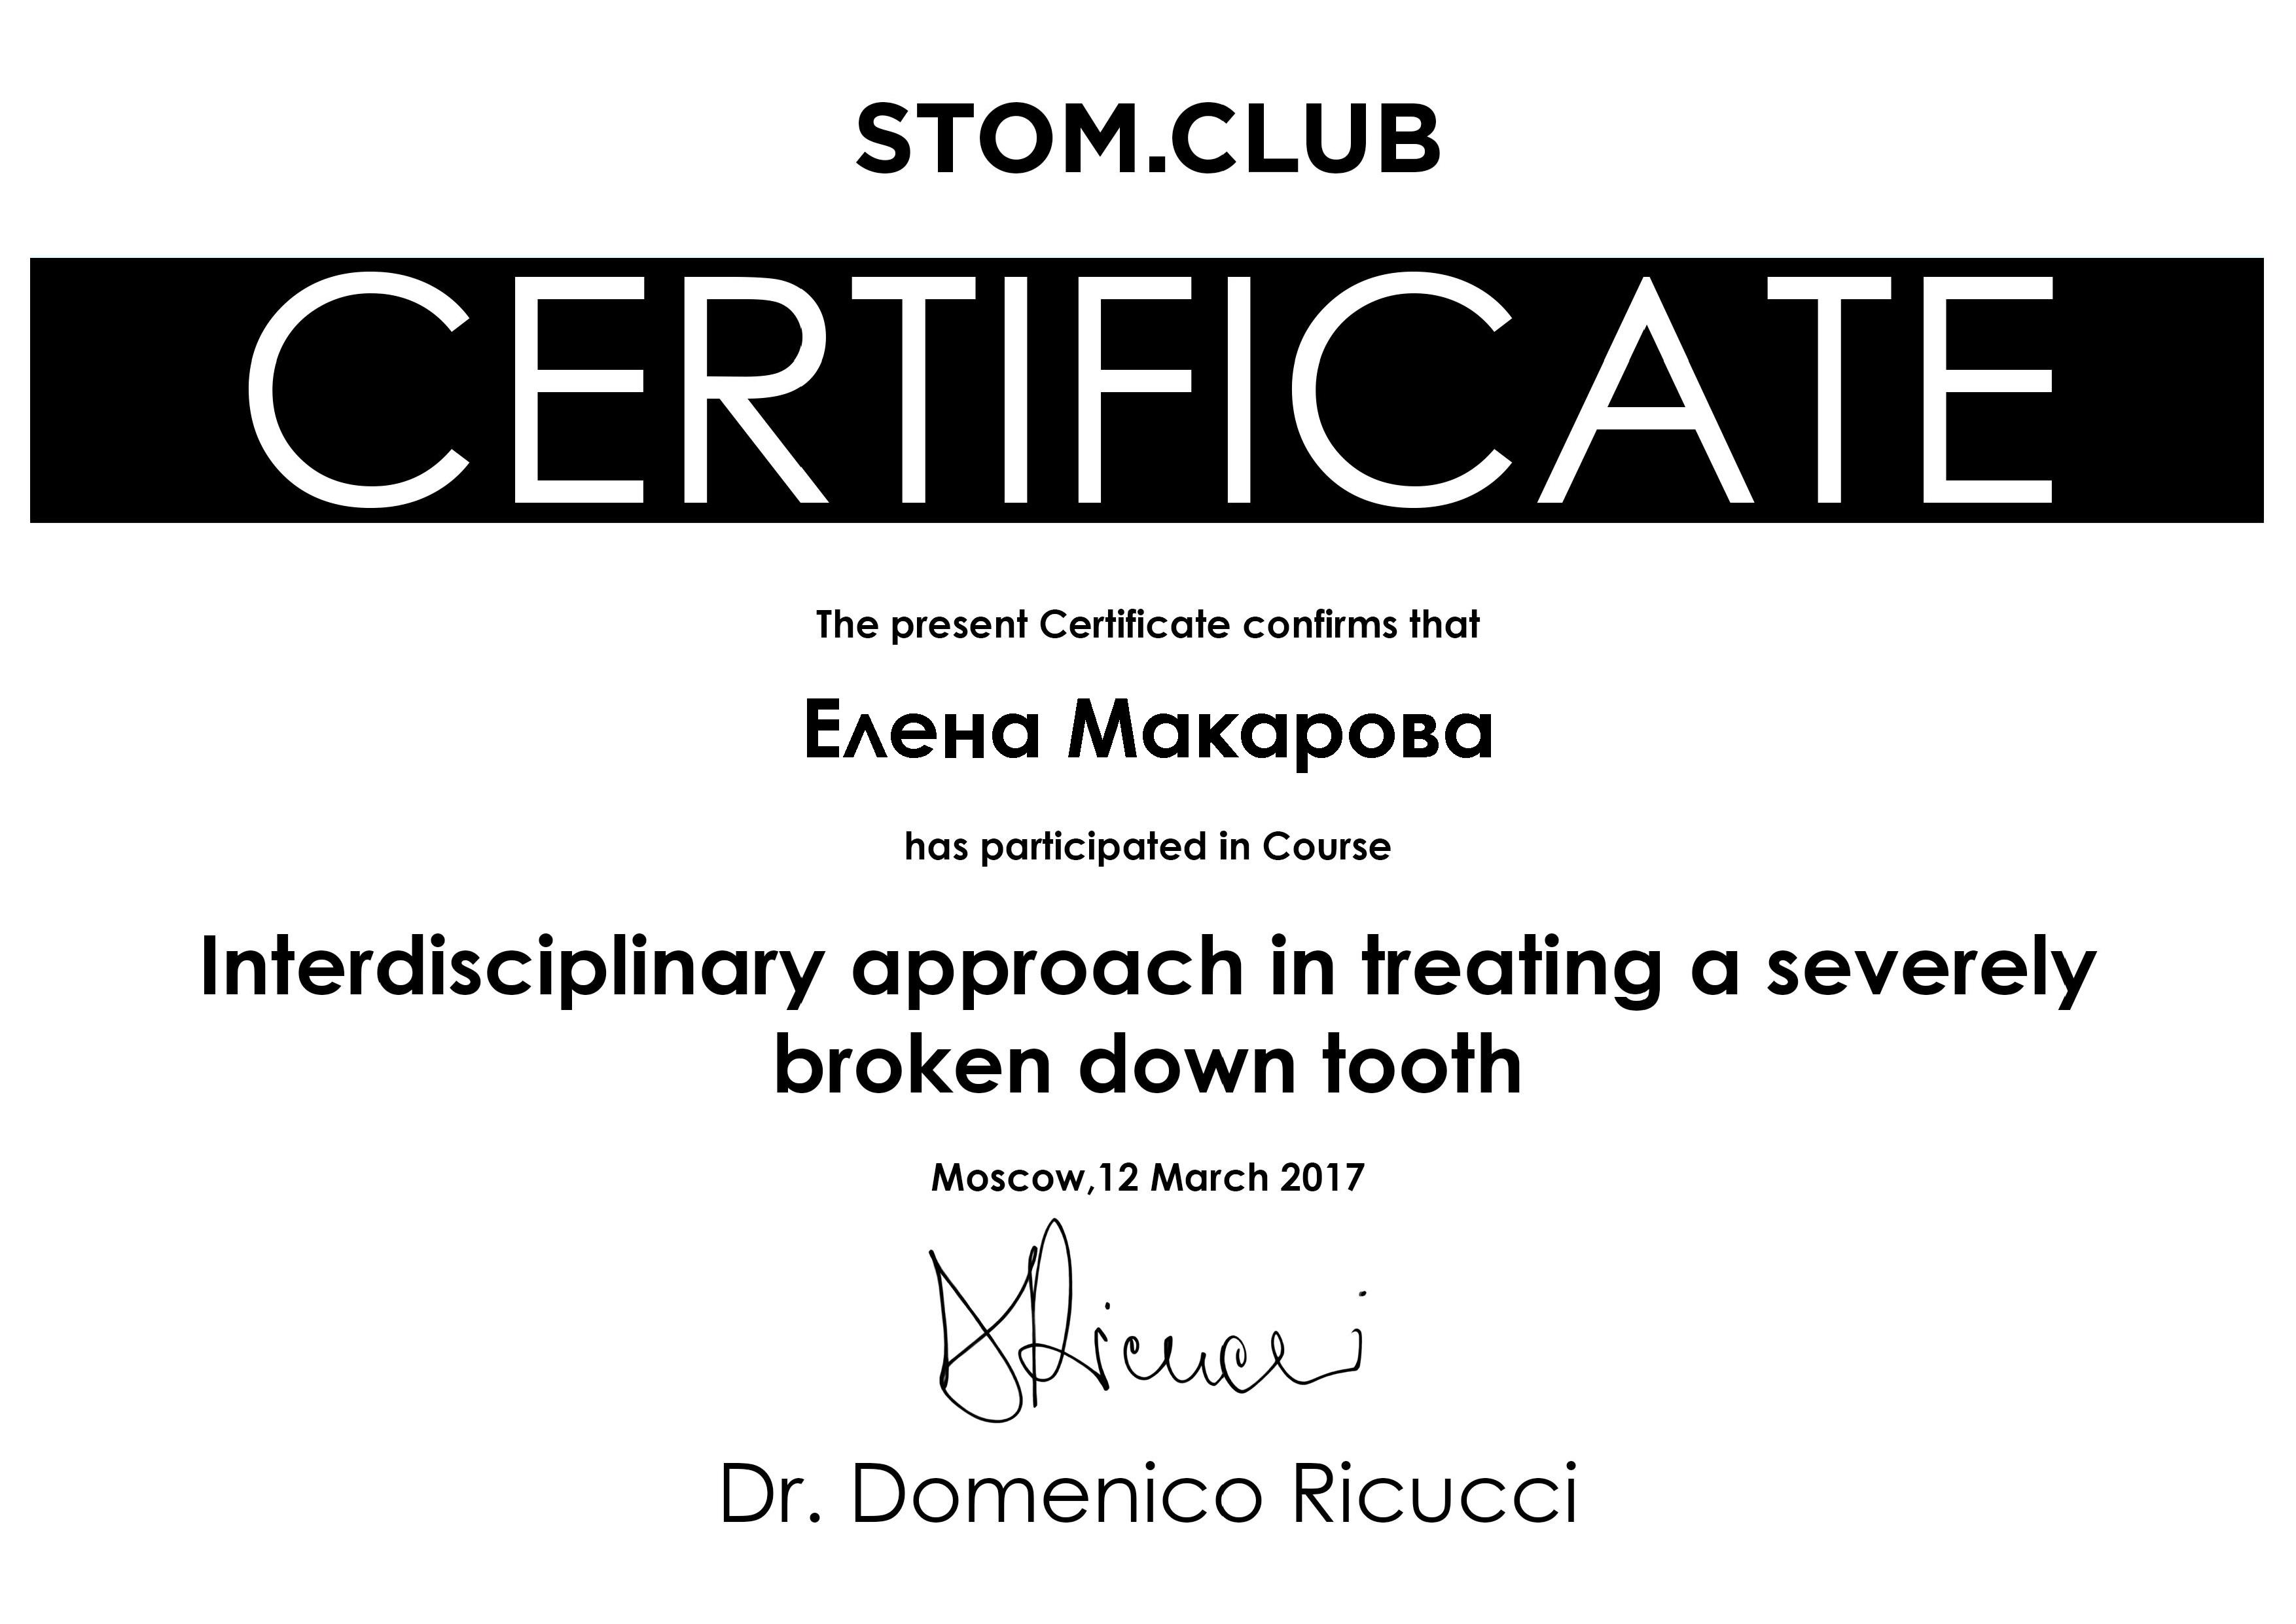 STOM.CLUB
CERTIFICATE
The present Certificate confirms that
Елена Макарова
has participated in Course
Interdisciplinary approach in treating a severely
broken down tooth
Moscow,12 March 2017
Dr. Domenico Ricucci